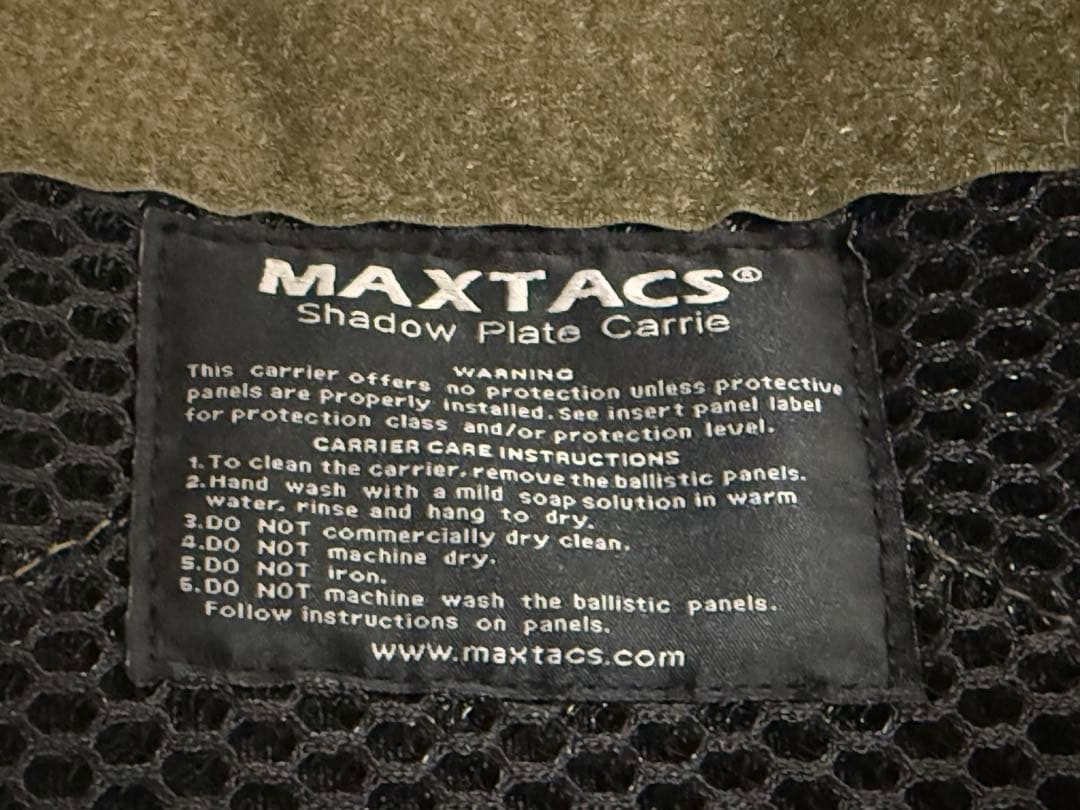 MAXTACS®
Shadow Plate Carrie
WARNING
This carrier offers no protection unless protective
panels are properly installed. See insert panel label
for protection class and/or protection level.
CARRIER CARE INSTRUCTIONS
1. To clean the carrier, remove the ballistic panels.
2. Hand wash with a mild soap solution in warm
water, rinse and hang to dry.
3. DO NOT commercially dry clean.
4. DO NOT machine dry.
5. DO NOT iron.
6. DO NOT machine wash the ballistic panels.
Follow instructions on panels.
www.maxtacs.com